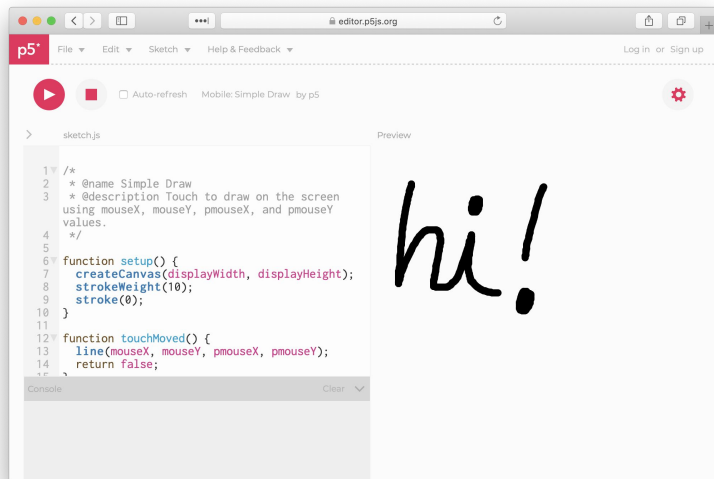 editor.p5js.org
p5* File Edit Sketch Help & Feedback Log in or Sign up
Auto-refresh Mobile: Simple Draw by p5
sketch.js
Preview
1 /*
2 * @name Simple Draw
3 * @description Touch to draw on the screen
using mouseX, mouseY, pmouseX, and pmouseY
values.
4 */
5
6 function setup() {
7 createCanvas(displayWidth, displayHeight);
8 strokeWeight(10);
9 stroke(0);
10 }
11
12 function touchMoved() {
13 line(mouseX, mouseY, pmouseX, pmouseY);
14 return false;
15 }
Console Clear
hi!